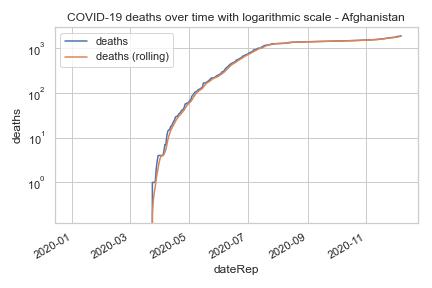 COVID-19 deaths over time with logarithmic scale - Afghanistan
deaths
deaths (rolling)
10³
10²
10¹
10⁰
deaths
2020-01
2020-03
2020-05
2020-07
2020-09
2020-11
dateRep